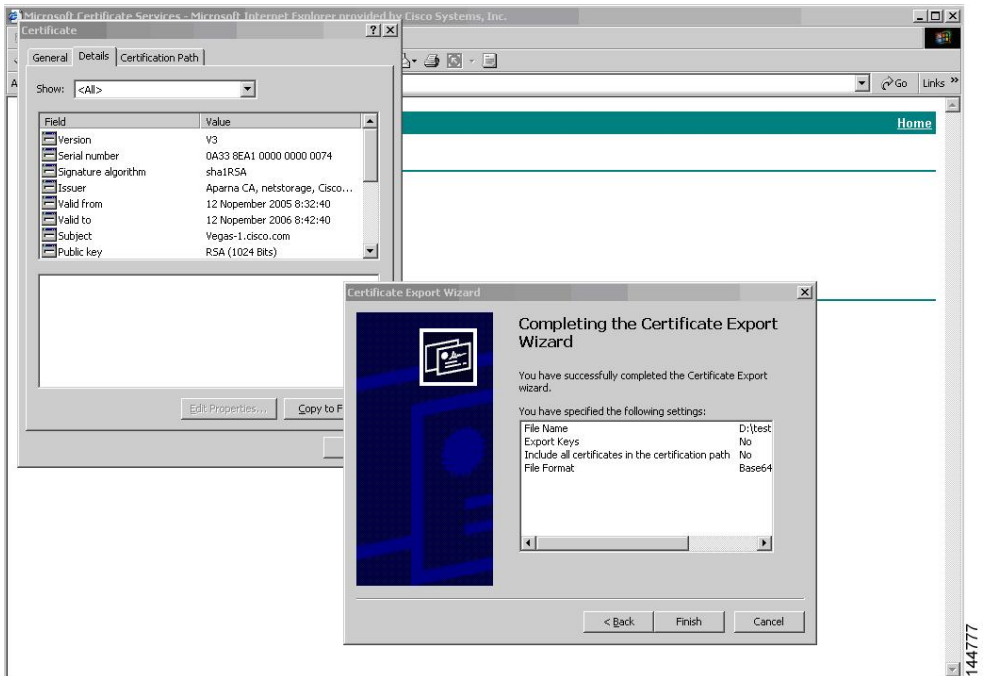 Microsoft Certificate Services - Microsoft Internet Explorer provided by Cisco Systems, Inc.
Certificate
General Details Certification Path
Show: <All>
Field Value
Version V3
Serial number 0A33 8EA1 0000 0000 0074
Signature algorithm sha1RSA
Issuer Aparna CA, netstorage, Cisco...
Valid from 12 Nopember 2005 8:32:40
Valid to 12 Nopember 2006 8:42:40
Subject Vegas-1.cisco.com
Public key RSA (1024 Bits)
Edit Properties... Copy to F
Go Links »
Home
Certificate Export Wizard
Completing the Certificate Export
Wizard
You have successfully completed the Certificate Export
wizard.
You have specified the following settings:
File Name D:\test
Export Keys No
Include all certificates in the certification path No
File Format Base64
< Back Finish Cancel
144777